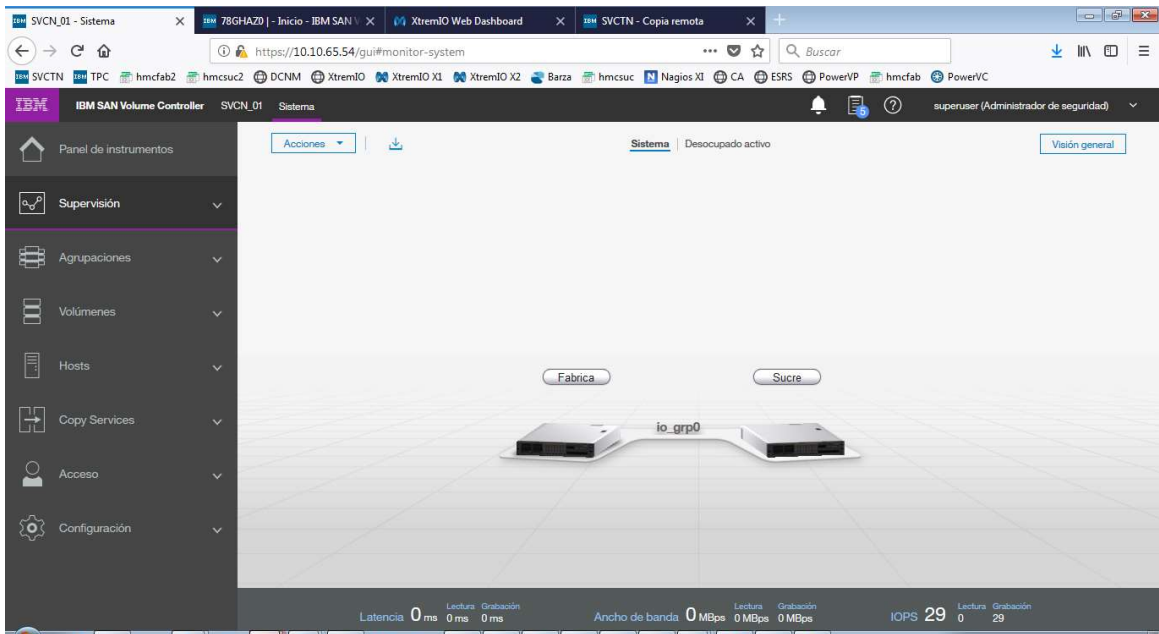 SVCN_01 - Sistema
78GHAZ0 | - Inicio - IBM SAN V
XtremIO Web Dashboard
SVCTN - Copia remota
https://10.10.65.54/gui#monitor-system
Buscar
SVCTN TPC hmcfab2 hmcsuc2 DCNM XtremIO XtremIO X1 XtremIO X2 Barza hmcsuc Nagios XI CA ESRS PowerVP hmcfab PowerVC
IBM IBM SAN Volume Controller SVCN_01 Sistema 5 superuser (Administrador de seguridad)
Acciones Sistema | Desocupado activo Visión general
Panel de instrumentos
Supervisión
Agrupaciones
Volúmenes
Hosts
Copy Services
Acceso
Configuración
Fabrica Sucre
io_grp0
Latencia 0 ms Lectura 0 ms Grabación 0 ms
Ancho de banda 0 MBps Lectura 0 MBps Grabación 0 MBps
IOPS 29 Lectura 0 Grabación 29